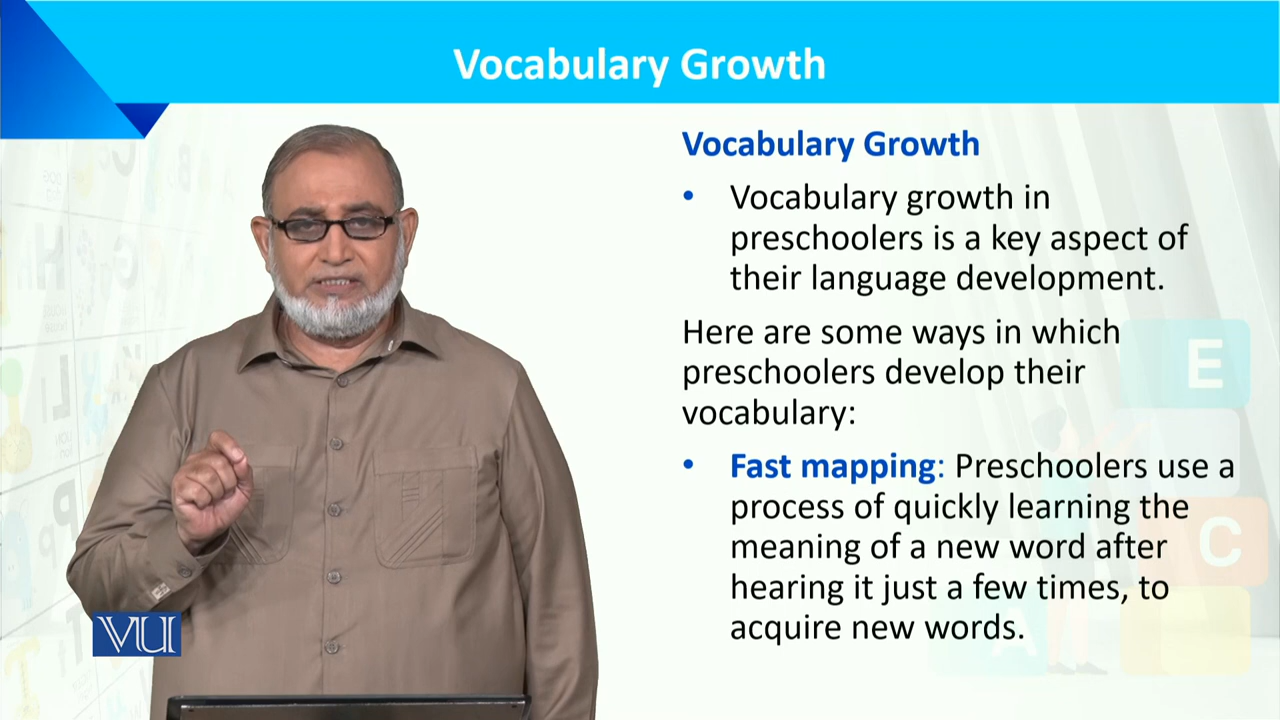 Vocabulary Growth
Vocabulary Growth
• Vocabulary growth in
preschoolers is a key aspect of
their language development.
Here are some ways in which
preschoolers develop their
vocabulary:
• Fast mapping: Preschoolers use a
process of quickly learning the
meaning of a new word after
hearing it just a few times, to
acquire new words.
VU
E
C
A